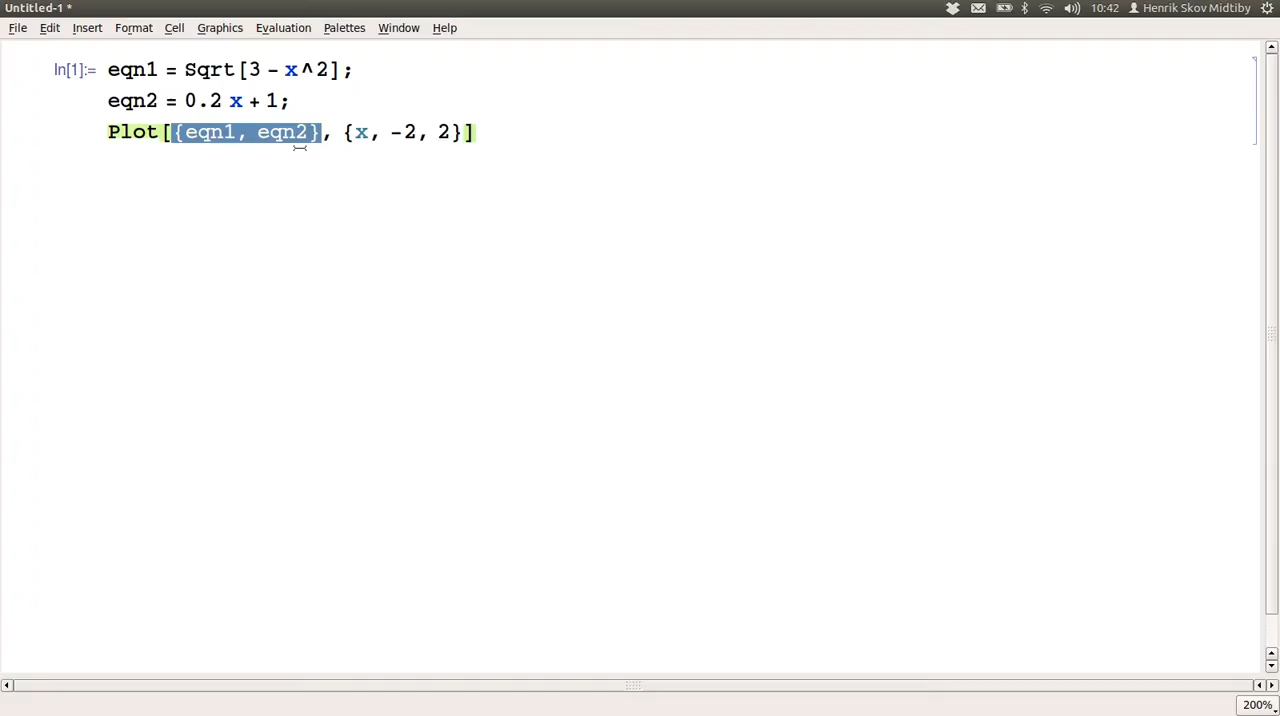 Untitled-1 *
10:42
Henrik Skov Midtiby
File Edit Insert Format Cell Graphics Evaluation Palettes Window Help
In[1]:= eqn1 = Sqrt[3 - x^2];
eqn2 = 0.2 x + 1;
Plot[{eqn1, eqn2}, {x, -2, 2}]
200%